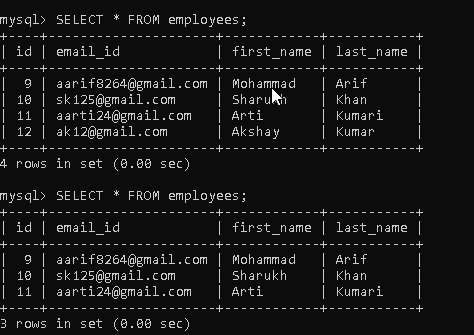 mysql> SELECT * FROM employees;
+----+---------------------+------------+-----------+
| id | email_id            | first_name | last_name |
+----+---------------------+------------+-----------+
|  9 | aarif8264@gmail.com | Mohammad   | Arif      |
| 10 | sk125@gmail.com     | Sharukh    | Khan      |
| 11 | aarti24@gmail.com   | Arti       | Kumari    |
| 12 | ak12@gmail.com      | Akshay     | Kumar     |
+----+---------------------+------------+-----------+
4 rows in set (0.00 sec)

mysql> SELECT * FROM employees;
+----+---------------------+------------+-----------+
| id | email_id            | first_name | last_name |
+----+---------------------+------------+-----------+
|  9 | aarif8264@gmail.com | Mohammad   | Arif      |
| 10 | sk125@gmail.com     | Sharukh    | Khan      |
| 11 | aarti24@gmail.com   | Arti       | Kumari    |
+----+---------------------+------------+-----------+
3 rows in set (0.00 sec)